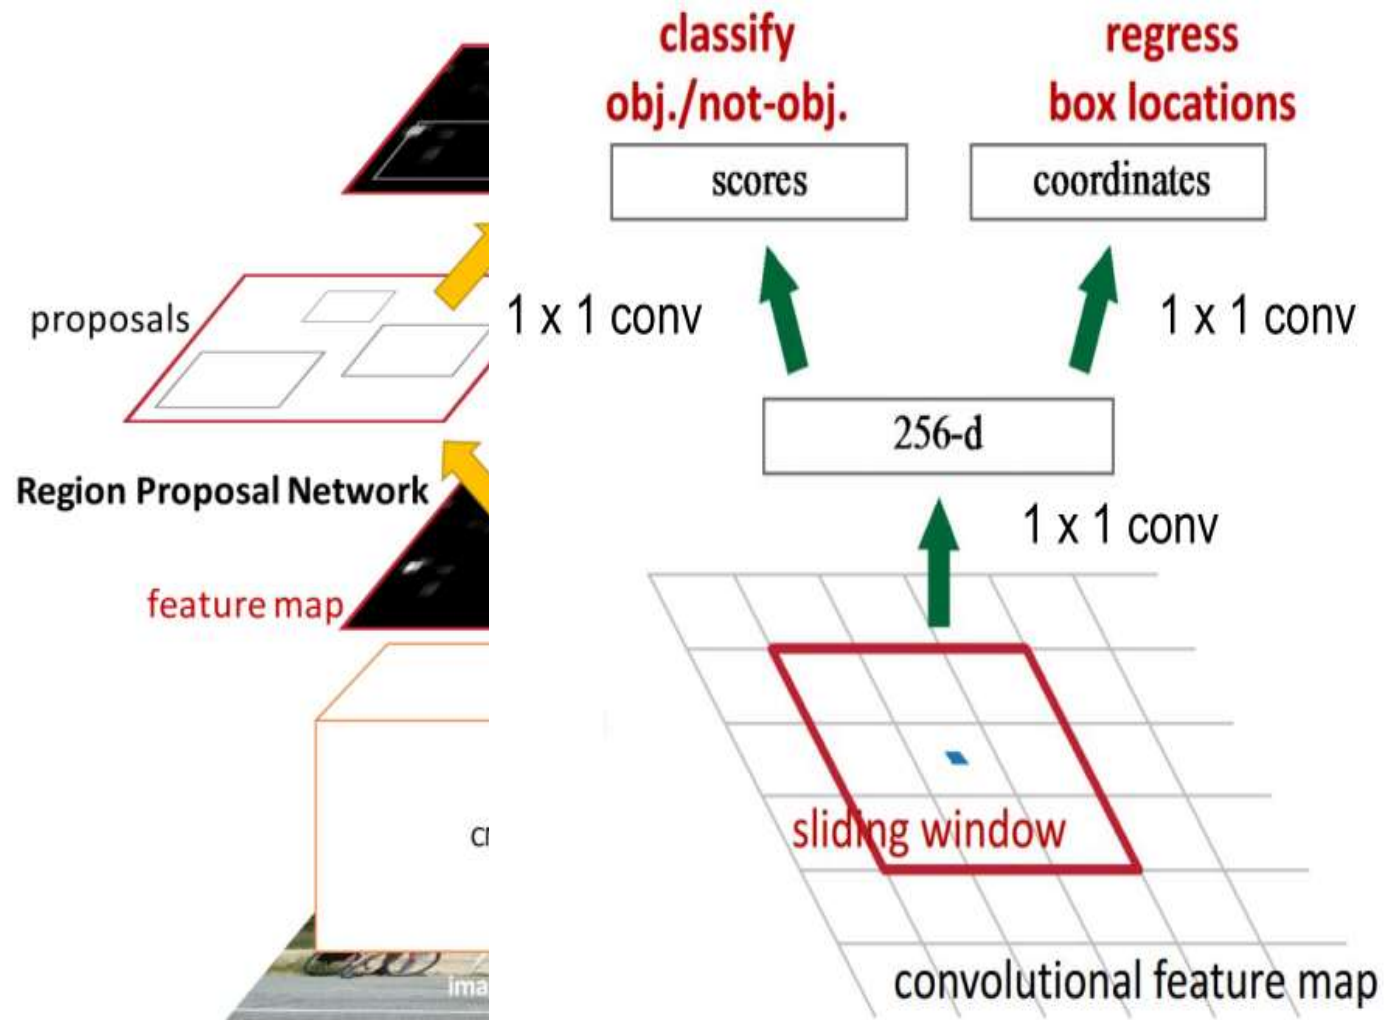 proposals
Region Proposal Network
feature map
classify
obj./not-obj.
regress
box locations
scores
coordinates
1 x 1 conv
1 x 1 conv
256-d
1 x 1 conv
sliding window
convolutional feature map